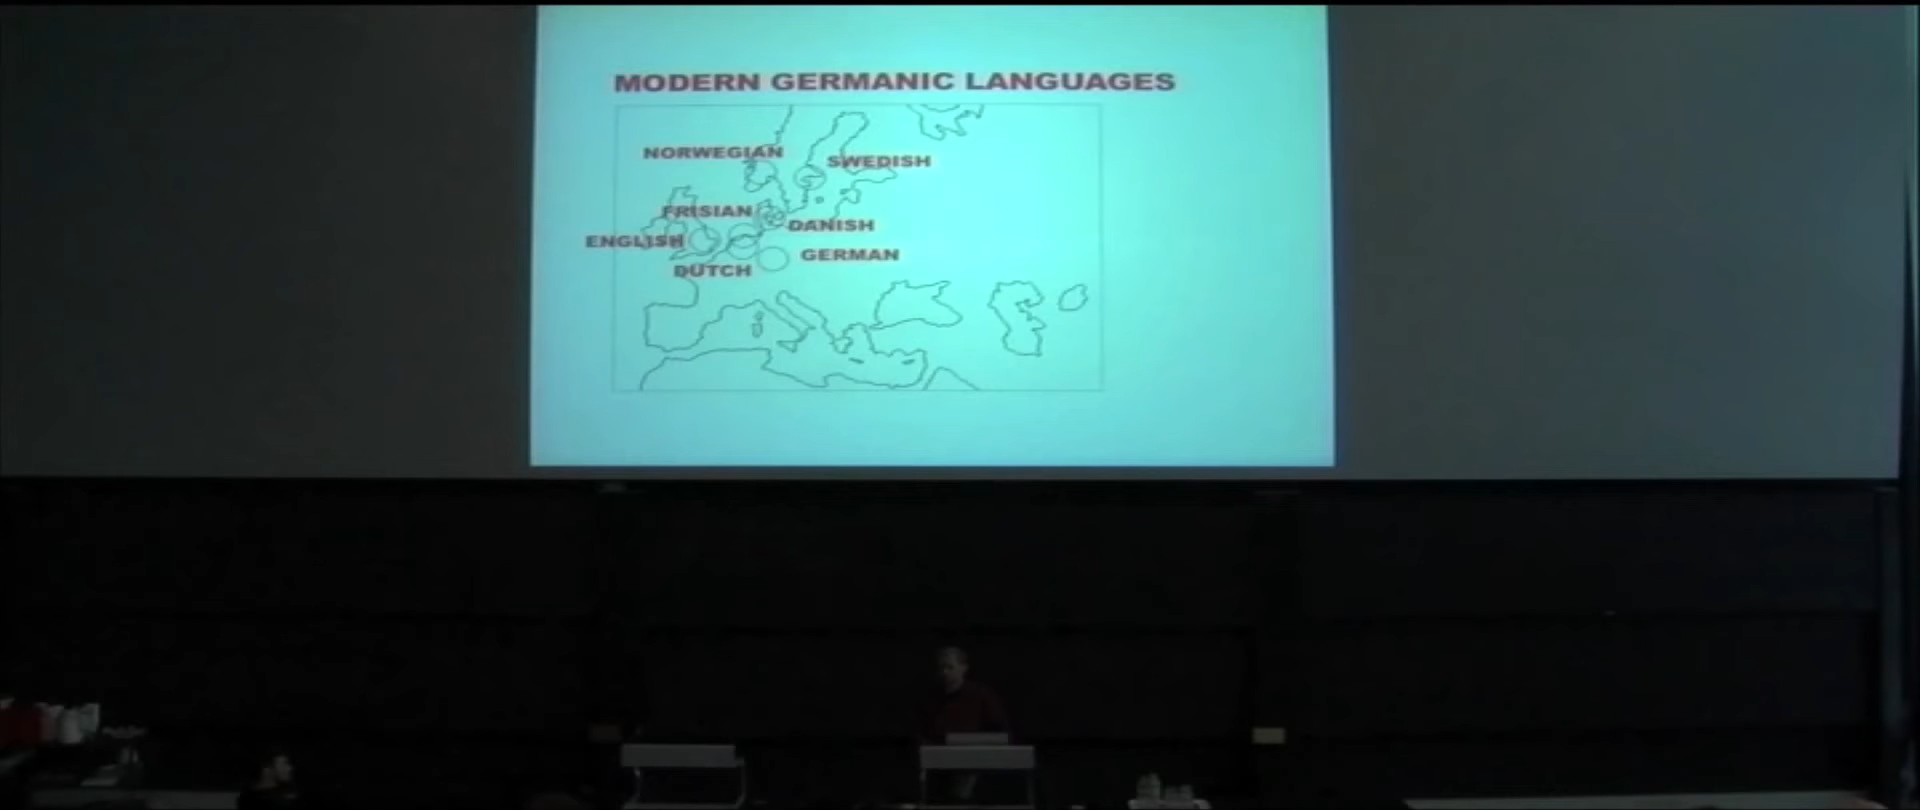 MODERN GERMANIC LANGUAGES
NORWEGIAN
SWEDISH
FRISIAN
DANISH
ENGLISH
GERMAN
DUTCH